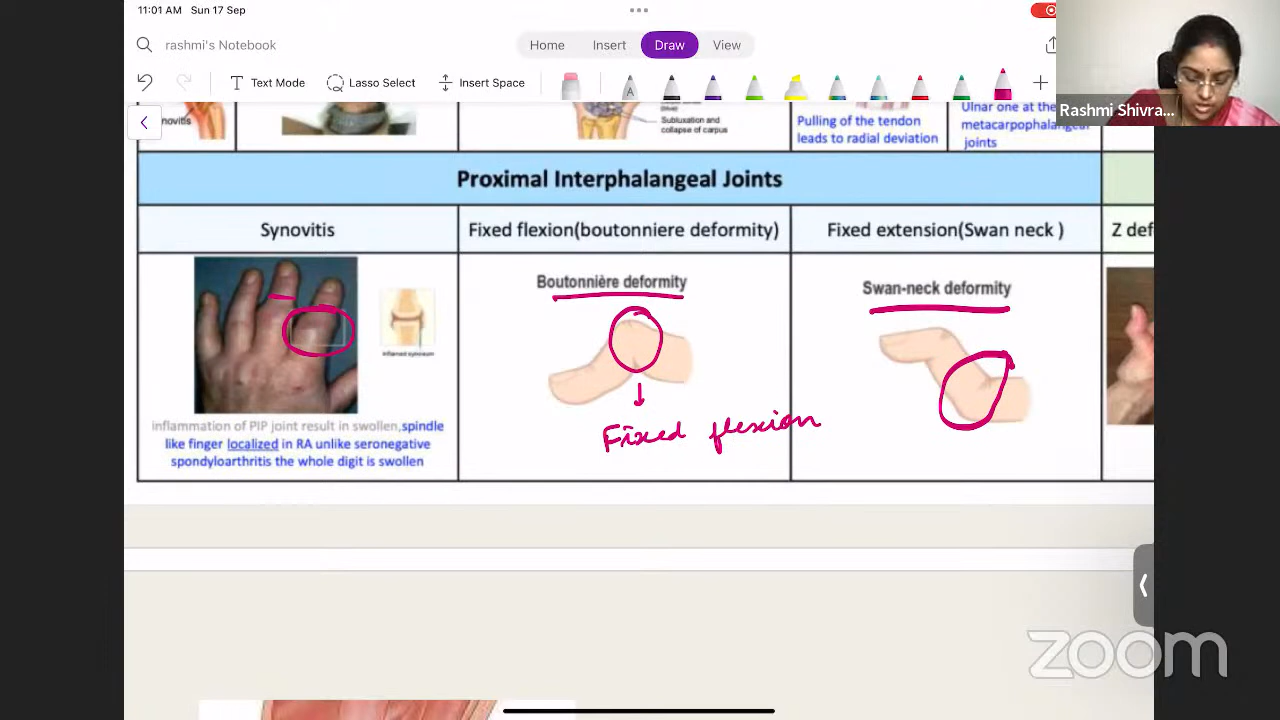 11:01 AM Sun 17 Sep
rashmi's Notebook
Home Insert Draw View
Text Mode Lasso Select Insert Space
A
Rashmi Shivra...
Subluxation and
collapse of carpus
Pulling of the tendon
leads to radial deviation
Ulnar one at the
metacarpophalangeal
joints
Proximal Interphalangeal Joints
Synovitis
Fixed flexion(boutonniere deformity)
Fixed extension(Swan neck )
Z def
Boutonnière deformity
Swan-neck deformity
Inflamed synovium
Fixed flexion
inflammation of PIP joint result in swollen,spindle
like finger localized in RA unlike seronegative
spondyloarthritis the whole digit is swollen
zoom